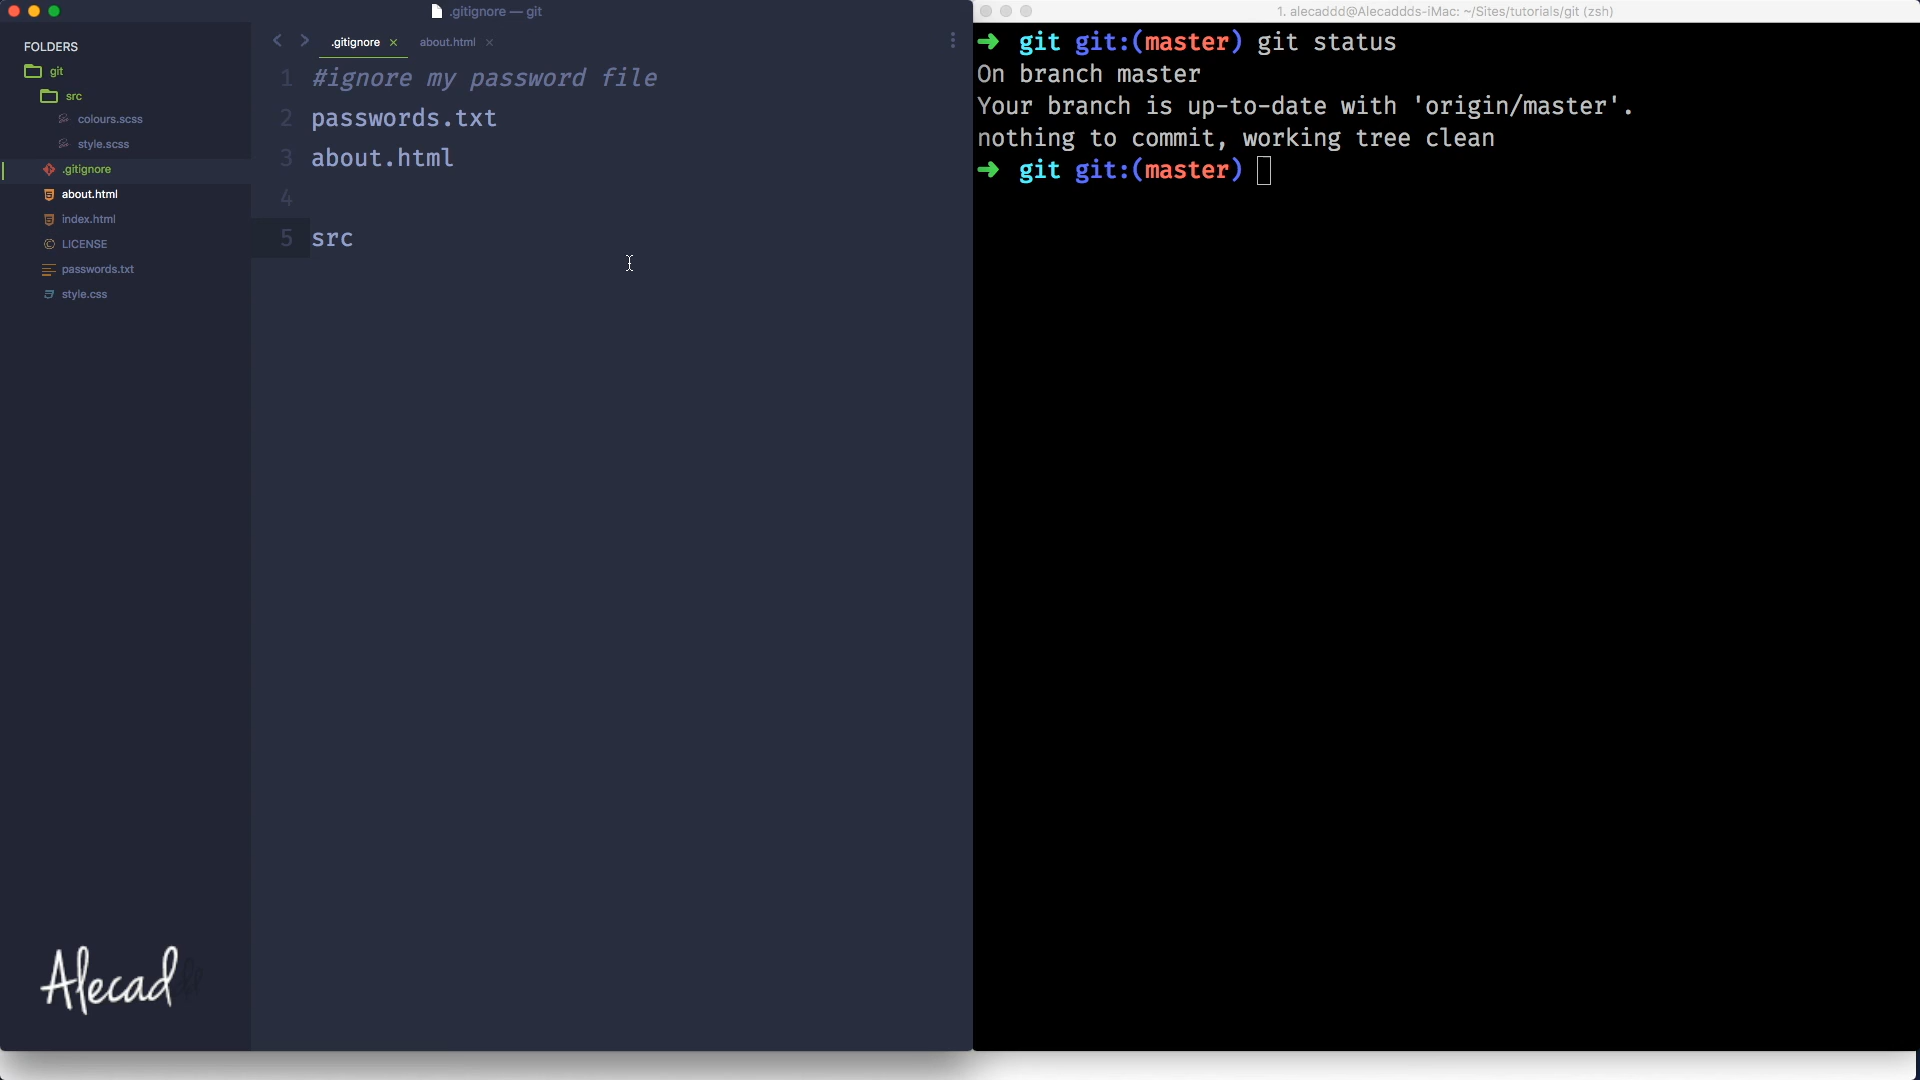 .gitignore — git
FOLDERS
git
src
colours.scss
style.scss
.gitignore
about.html
index.html
LICENSE
passwords.txt
style.css
.gitignore × about.html ×
1 #ignore my password file
2 passwords.txt
3 about.html
4
5 src
Alecad
1. alecaddd@Alecaddds-iMac: ~/Sites/tutorials/git (zsh)
➜ git git:(master) git status
On branch master
Your branch is up-to-date with 'origin/master'.
nothing to commit, working tree clean
➜ git git:(master)